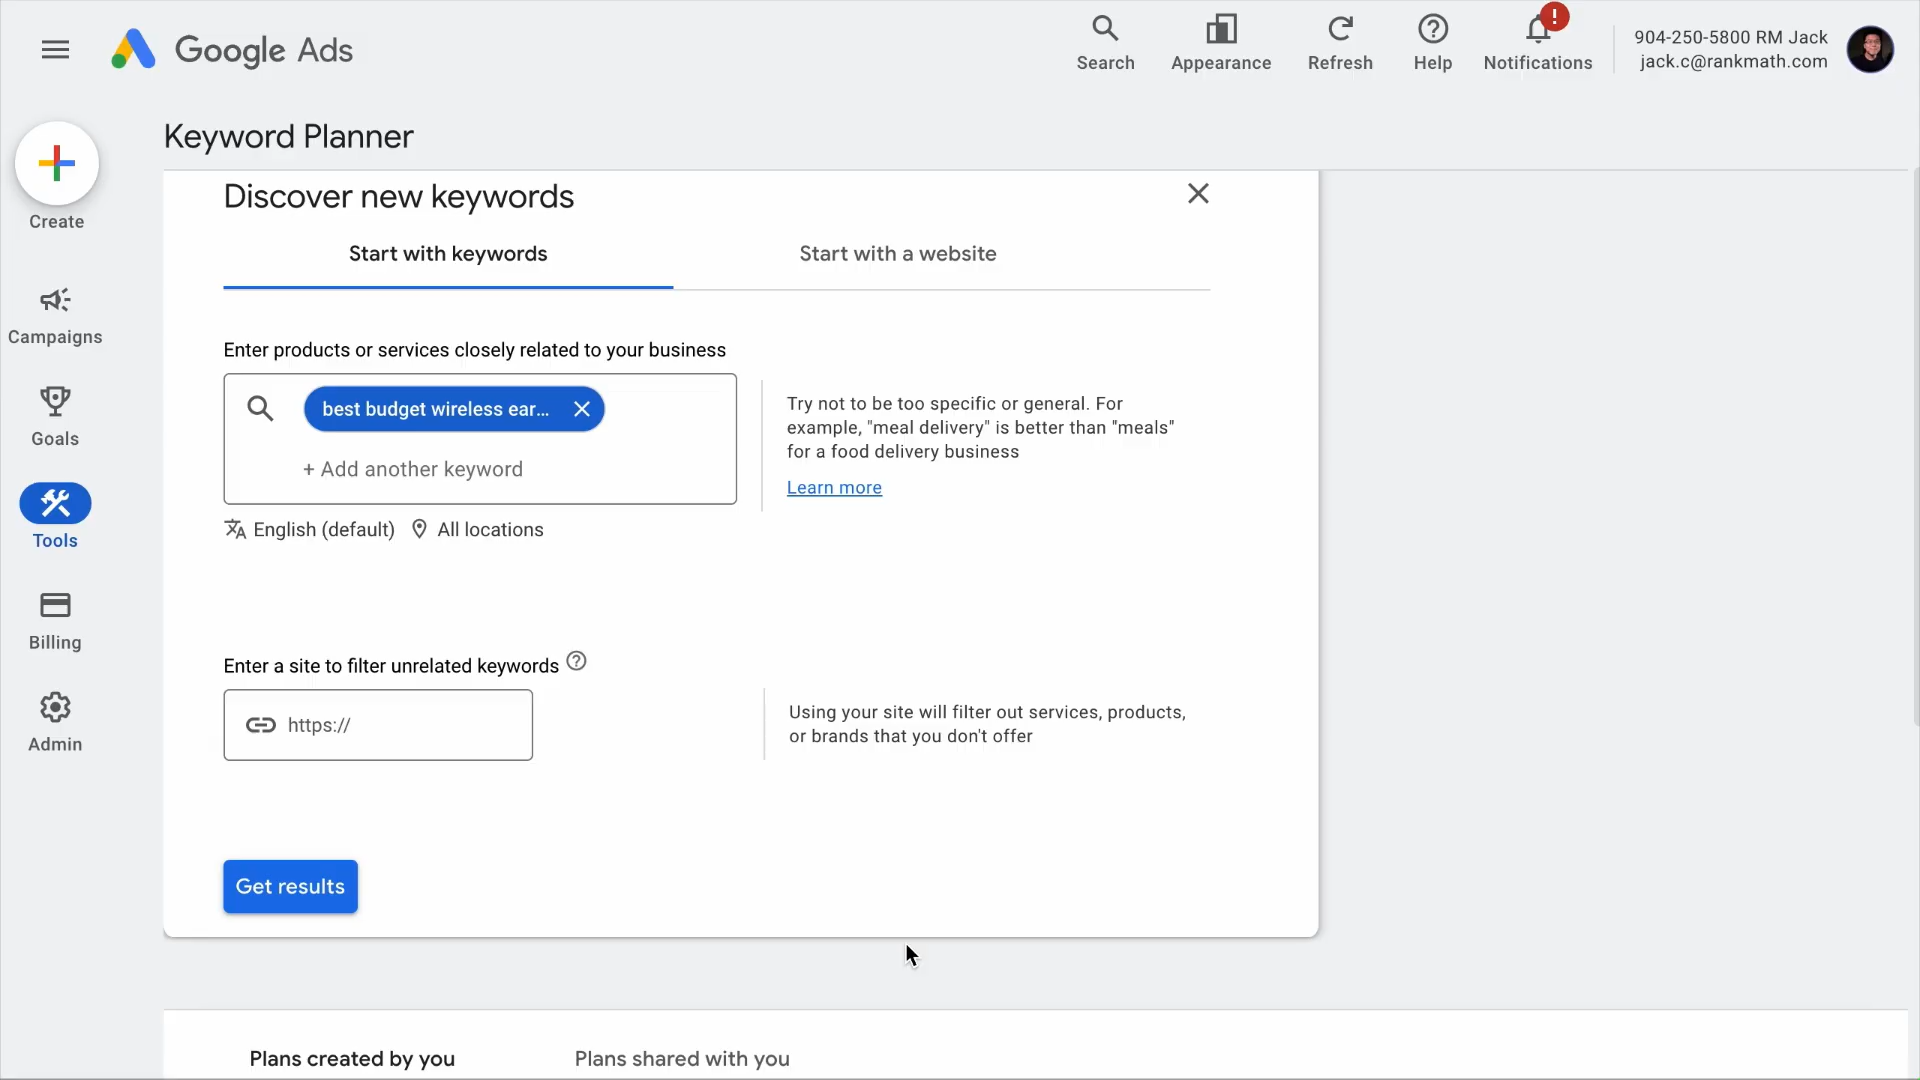 Google Ads
Search
Appearance
Refresh
Help
!
Notifications
904-250-5800 RM Jack
jack.c@rankmath.com
Create
Campaigns
Goals
Tools
Billing
Admin
Keyword Planner
Discover new keywords
Start with keywords
Start with a website
Enter products or services closely related to your business
best budget wireless ear...
+ Add another keyword
Try not to be too specific or general. For
example, "meal delivery" is better than "meals"
for a food delivery business
Learn more
English (default)
All locations
Enter a site to filter unrelated keywords
https://
Using your site will filter out services, products,
or brands that you don't offer
Get results
Plans created by you
Plans shared with you